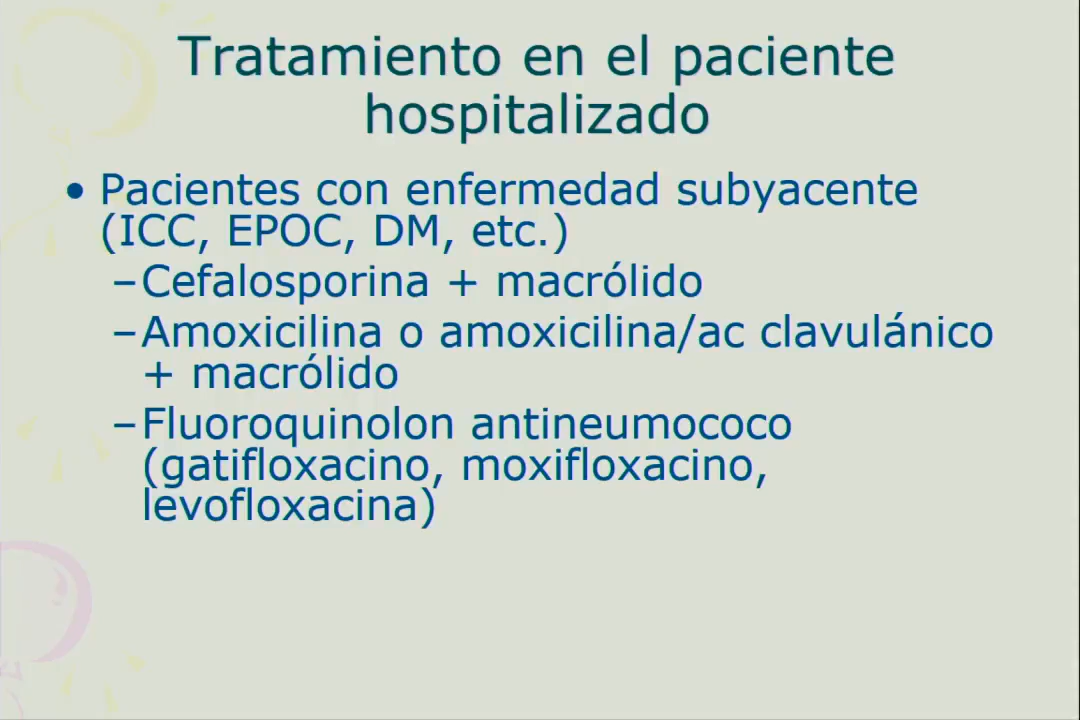 Tratamiento en el paciente
hospitalizado
• Pacientes con enfermedad subyacente
(ICC, EPOC, DM, etc.)
–Cefalosporina + macrólido
–Amoxicilina o amoxicilina/ac clavulánico
+ macrólido
–Fluoroquinolon antineumococo
(gatifloxacino, moxifloxacino,
levofloxacina)